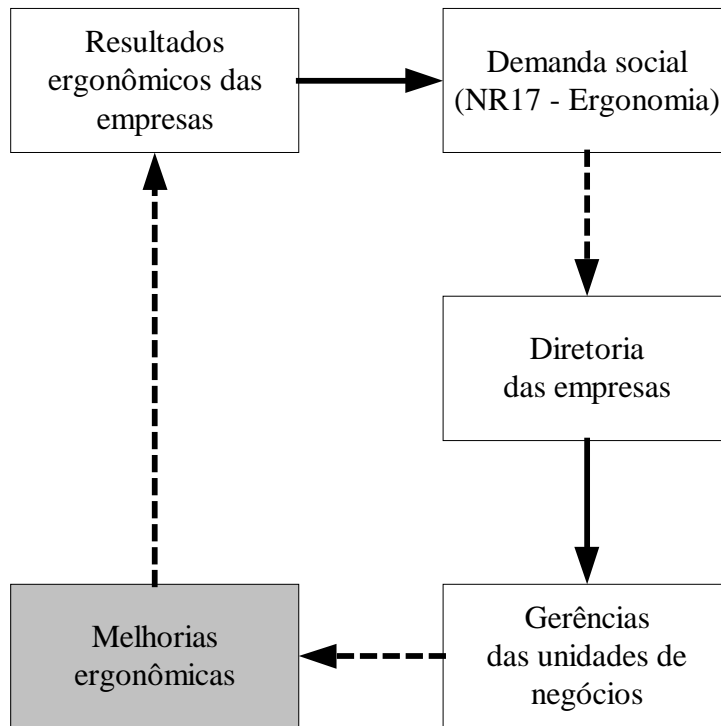 Resultados
ergonômicos das
empresas
Demanda social
(NR17 - Ergonomia)
Diretoria
das empresas
Gerências
das unidades de
negócios
Melhorias
ergonômicas